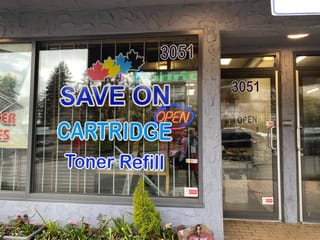 3051
SAVE ON
CARTRIDGE
OPEN
Toner Refill
3051
OPEN